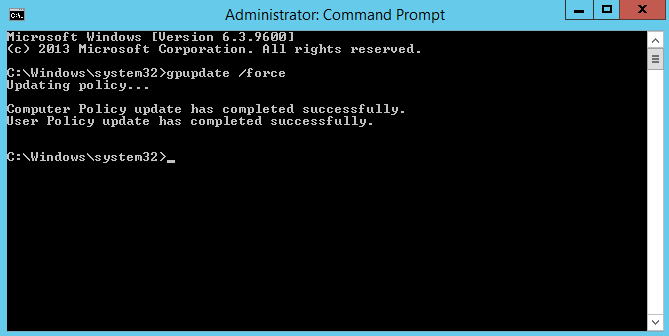 Administrator: Command Prompt
Microsoft Windows [Version 6.3.9600]
(c) 2013 Microsoft Corporation. All rights reserved.
C:\Windows\system32>gpupdate /force
Updating policy...
Computer Policy update has completed successfully.
User Policy update has completed successfully.
C:\Windows\system32>_